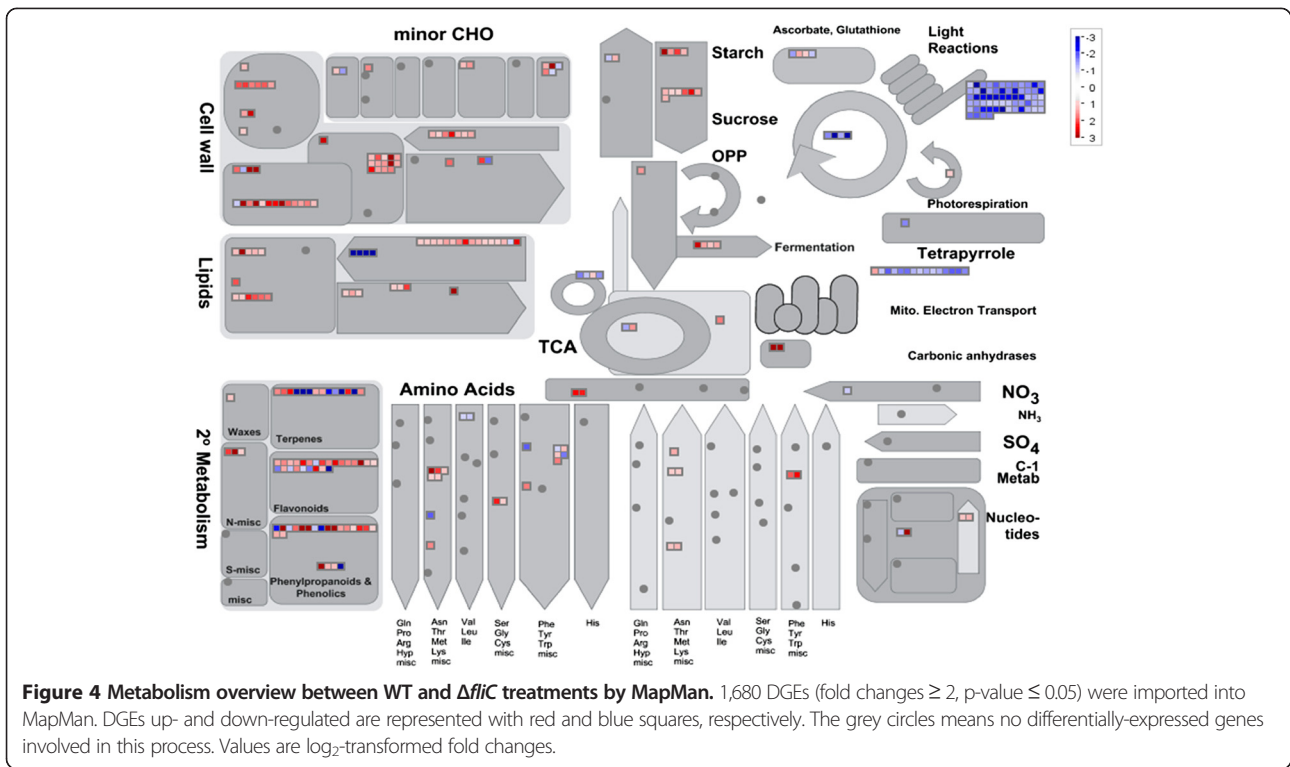 minor CHO
Cell wall
Lipids
2º Metabolism
Waxes
Terpenes
N-misc
Flavonoids
S-misc
misc
Phenylpropanoids &
Phenolics
Starch
Sucrose
OPP
Fermentation
TCA
Amino Acids
Ascorbate, Glutathione
Light
Reactions
Photorespiration
Tetrapyrrole
Mito. Electron Transport
Carbonic anhydrases
NO3
NH3
SO4
C-1
Metab
Nucleo-
tides
-3
-2
-1
0
1
2
3
Gln
Pro
Arg
Hyp
misc
Asn
Thr
Met
Lys
misc
Val
Leu
Ile
Ser
Gly
Cys
misc
Phe
Tyr
Trp
misc
His
Gln
Pro
Arg
Hyp
misc
Asn
Thr
Met
Lys
misc
Val
Leu
Ile
Ser
Gly
Cys
misc
Phe
Tyr
Trp
misc
His
Figure 4 Metabolism overview between WT and ΔfliC treatments by MapMan. 1,680 DGEs (fold changes ≥ 2, p-value ≤ 0.05) were imported into
MapMan. DGEs up- and down-regulated are represented with red and blue squares, respectively. The grey circles means no differentially-expressed genes
involved in this process. Values are log2-transformed fold changes.